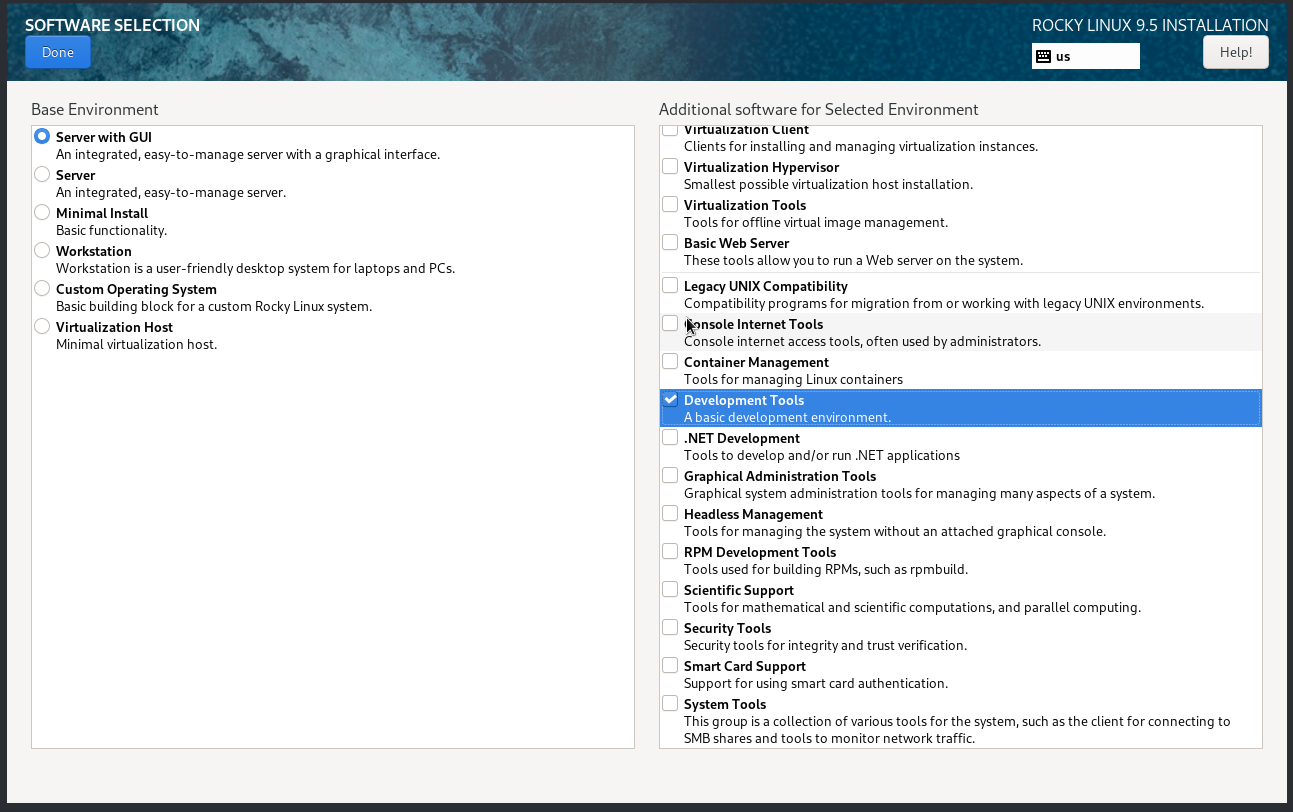 SOFTWARE SELECTION
ROCKY LINUX 9.5 INSTALLATION
Done
us
Help!
Base Environment
Server with GUI
An integrated, easy-to-manage server with a graphical interface.
Server
An integrated, easy-to-manage server.
Minimal Install
Basic functionality.
Workstation
Workstation is a user-friendly desktop system for laptops and PCs.
Custom Operating System
Basic building block for a custom Rocky Linux system.
Virtualization Host
Minimal virtualization host.
Additional software for Selected Environment
Virtualization Client
Clients for installing and managing virtualization instances.
Virtualization Hypervisor
Smallest possible virtualization host installation.
Virtualization Tools
Tools for offline virtual image management.
Basic Web Server
These tools allow you to run a Web server on the system.
Legacy UNIX Compatibility
Compatibility programs for migration from or working with legacy UNIX environments.
Console Internet Tools
Console internet access tools, often used by administrators.
Container Management
Tools for managing Linux containers
Development Tools
A basic development environment.
.NET Development
Tools to develop and/or run .NET applications
Graphical Administration Tools
Graphical system administration tools for managing many aspects of a system.
Headless Management
Tools for managing the system without an attached graphical console.
RPM Development Tools
Tools used for building RPMs, such as rpmbuild.
Scientific Support
Tools for mathematical and scientific computations, and parallel computing.
Security Tools
Security tools for integrity and trust verification.
Smart Card Support
Support for using smart card authentication.
System Tools
This group is a collection of various tools for the system, such as the client for connecting to
SMB shares and tools to monitor network traffic.